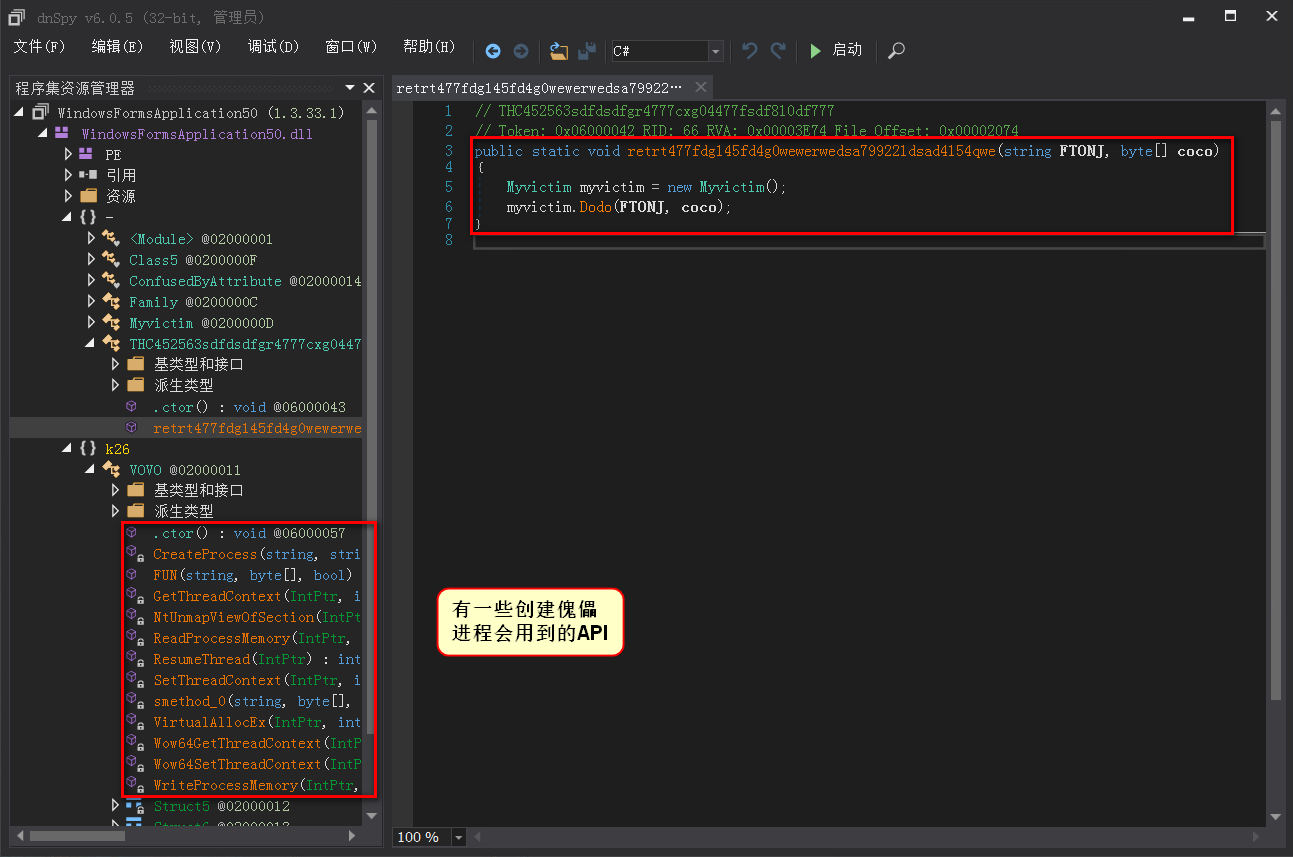 dnSpy v6.0.5 (32-bit, 管理员)
文件(F) 编辑(E) 视图(V) 调试(D) 窗口(W) 帮助(H) C# 启动
程序集资源管理器
WindowsFormsApplication50 (1.3.33.1)
WindowsFormsApplication50.dll
PE
引用
资源
{ } -
<Module> @02000001
Class5 @0200000F
ConfusedByAttribute @02000014
Family @0200000C
Myvictim @0200000D
THC452563sdfdsdfgr4777cxg0447
基类型和接口
派生类型
.ctor() : void @06000043
retrt477fdg145fd4g0wewerwe
{ } k26
VOVO @02000011
基类型和接口
派生类型
.ctor() : void @06000057
CreateProcess(string, stri
FUN(string, byte[], bool)
GetThreadContext(IntPtr, i
NtUnmapViewOfSection(IntPt
ReadProcessMemory(IntPtr,
ResumeThread(IntPtr) : int
SetThreadContext(IntPtr, i
smethod_0(string, byte[],
VirtualAllocEx(IntPtr, int
Wow64GetThreadContext(IntP
Wow64SetThreadContext(IntP
WriteProcessMemory(IntPtr,
Struct5 @02000012
retrt477fdg145fd4g0wewerwedsa79922…
1 // THC452563sdfdsdfgr4777cxg04477fsdf810df777
2 // Token: 0x06000042 RID: 66 RVA: 0x00003E74 File Offset: 0x00002074
3 public static void retrt477fdg145fd4g0wewerwedsa799221dsad4154qwe(string FTONJ, byte[] coco)
4 {
5 Myvictim myvictim = new Myvictim();
6 myvictim.Dodo(FTONJ, coco);
7 }
8
有一些创建傀儡
进程会用到的API
100 %